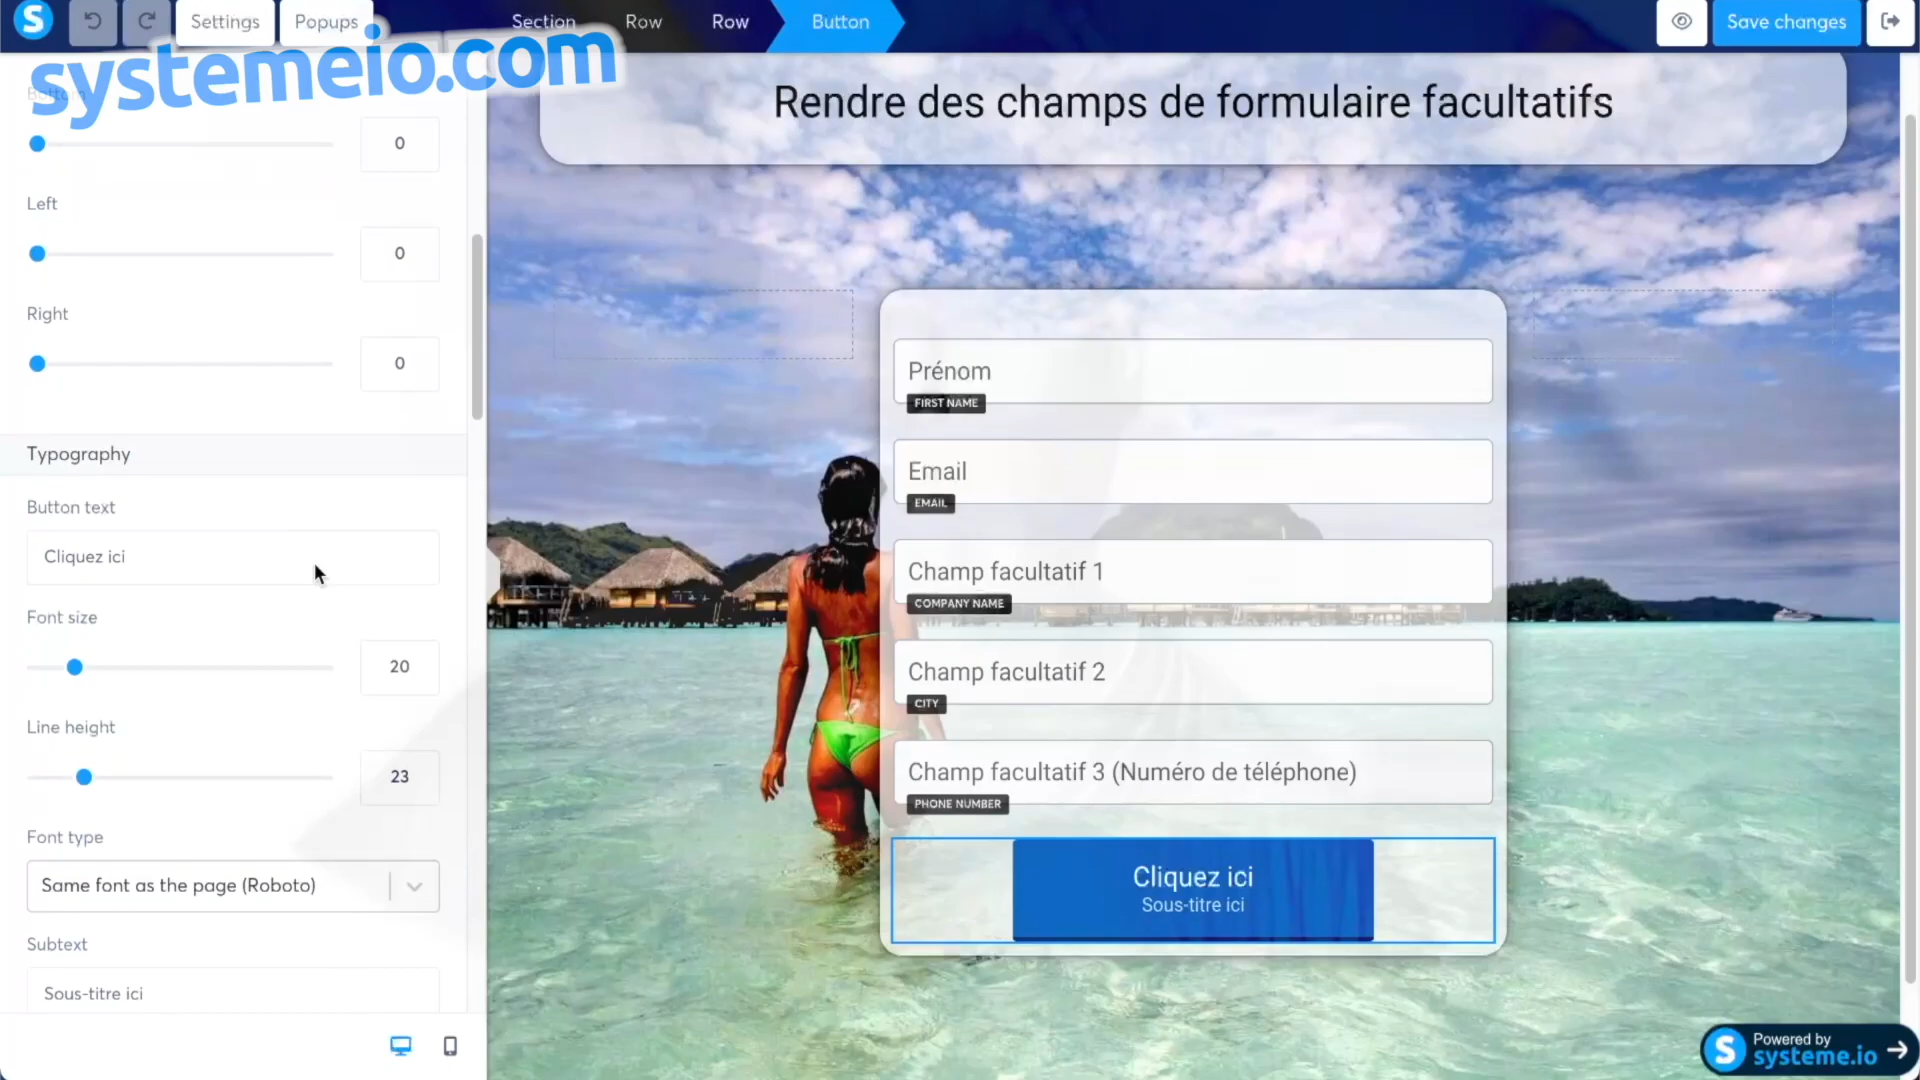 Settings
Popups
Section
Row
Row
Button
Save changes
systemeio.com
Bottom
0
Left
0
Right
0
Typography
Button text
Cliquez ici
Font size
20
Line height
23
Font type
Same font as the page (Roboto)
Subtext
Sous-titre ici
Rendre des champs de formulaire facultatifs
Prénom
FIRST NAME
Email
EMAIL
Champ facultatif 1
COMPANY NAME
Champ facultatif 2
CITY
Champ facultatif 3 (Numéro de téléphone)
PHONE NUMBER
Cliquez ici
Sous-titre ici
Powered by
systeme.io